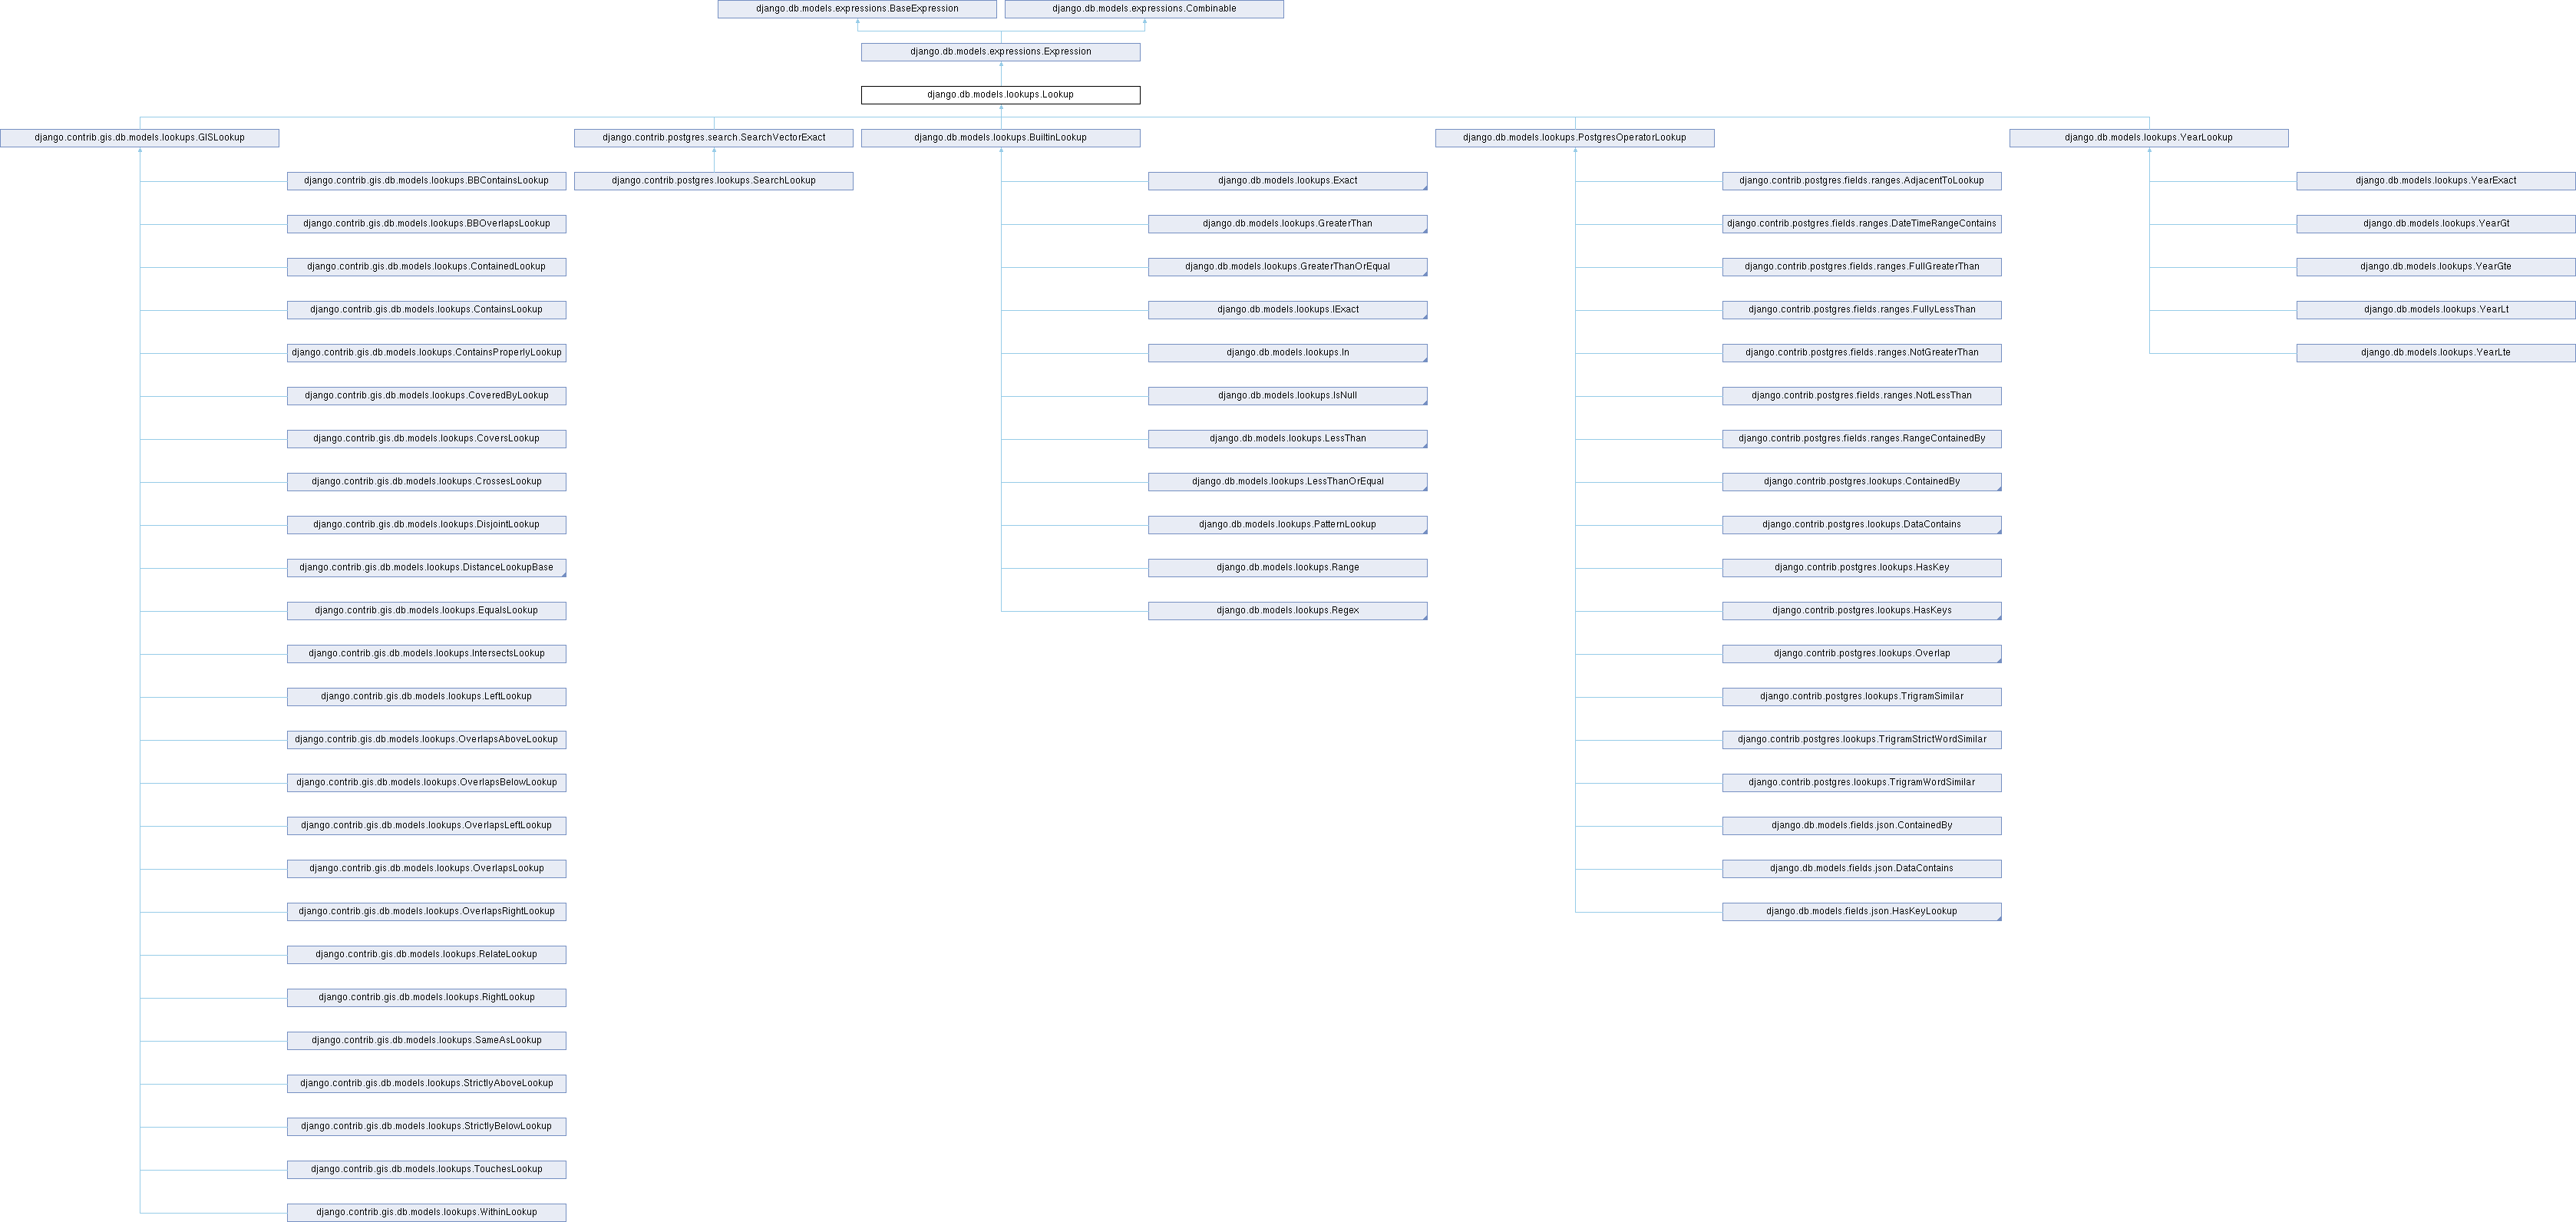 django.db.models.expressions.BaseExpression
django.db.models.expressions.Combinable
django.db.models.expressions.Expression
django.db.models.lookups.Lookup
django.contrib.gis.db.models.lookups.GISLookup
django.contrib.postgres.search.SearchVectorExact
django.db.models.lookups.BuiltinLookup
django.db.models.lookups.PostgresOperatorLookup
django.db.models.lookups.YearLookup
django.contrib.gis.db.models.lookups.BBContainsLookup
django.contrib.gis.db.models.lookups.BBOverlapsLookup
django.contrib.gis.db.models.lookups.ContainedLookup
django.contrib.gis.db.models.lookups.ContainsLookup
django.contrib.gis.db.models.lookups.ContainsProperlyLookup
django.contrib.gis.db.models.lookups.CoveredByLookup
django.contrib.gis.db.models.lookups.CoversLookup
django.contrib.gis.db.models.lookups.CrossesLookup
django.contrib.gis.db.models.lookups.DisjointLookup
django.contrib.gis.db.models.lookups.DistanceLookupBase
django.contrib.gis.db.models.lookups.EqualsLookup
django.contrib.gis.db.models.lookups.IntersectsLookup
django.contrib.gis.db.models.lookups.LeftLookup
django.contrib.gis.db.models.lookups.OverlapsAboveLookup
django.contrib.gis.db.models.lookups.OverlapsBelowLookup
django.contrib.gis.db.models.lookups.OverlapsLeftLookup
django.contrib.gis.db.models.lookups.OverlapsLookup
django.contrib.gis.db.models.lookups.OverlapsRightLookup
django.contrib.gis.db.models.lookups.RelateLookup
django.contrib.gis.db.models.lookups.RightLookup
django.contrib.gis.db.models.lookups.SameAsLookup
django.contrib.gis.db.models.lookups.StrictlyAboveLookup
django.contrib.gis.db.models.lookups.StrictlyBelowLookup
django.contrib.gis.db.models.lookups.TouchesLookup
django.contrib.gis.db.models.lookups.WithinLookup
django.contrib.postgres.lookups.SearchLookup
django.db.models.lookups.Exact
django.db.models.lookups.GreaterThan
django.db.models.lookups.GreaterThanOrEqual
django.db.models.lookups.IExact
django.db.models.lookups.In
django.db.models.lookups.IsNull
django.db.models.lookups.LessThan
django.db.models.lookups.LessThanOrEqual
django.db.models.lookups.PatternLookup
django.db.models.lookups.Range
django.db.models.lookups.Regex
django.contrib.postgres.fields.ranges.AdjacentToLookup
django.contrib.postgres.fields.ranges.DateTimeRangeContains
django.contrib.postgres.fields.ranges.FullGreaterThan
django.contrib.postgres.fields.ranges.FullyLessThan
django.contrib.postgres.fields.ranges.NotGreaterThan
django.contrib.postgres.fields.ranges.NotLessThan
django.contrib.postgres.fields.ranges.RangeContainedBy
django.contrib.postgres.lookups.ContainedBy
django.contrib.postgres.lookups.DataContains
django.contrib.postgres.lookups.HasKey
django.contrib.postgres.lookups.HasKeys
django.contrib.postgres.lookups.Overlap
django.contrib.postgres.lookups.TrigramSimilar
django.contrib.postgres.lookups.TrigramStrictWordSimilar
django.contrib.postgres.lookups.TrigramWordSimilar
django.db.models.fields.json.ContainedBy
django.db.models.fields.json.DataContains
django.db.models.fields.json.HasKeyLookup
django.db.models.lookups.YearExact
django.db.models.lookups.YearGt
django.db.models.lookups.YearGte
django.db.models.lookups.YearLt
django.db.models.lookups.YearLte